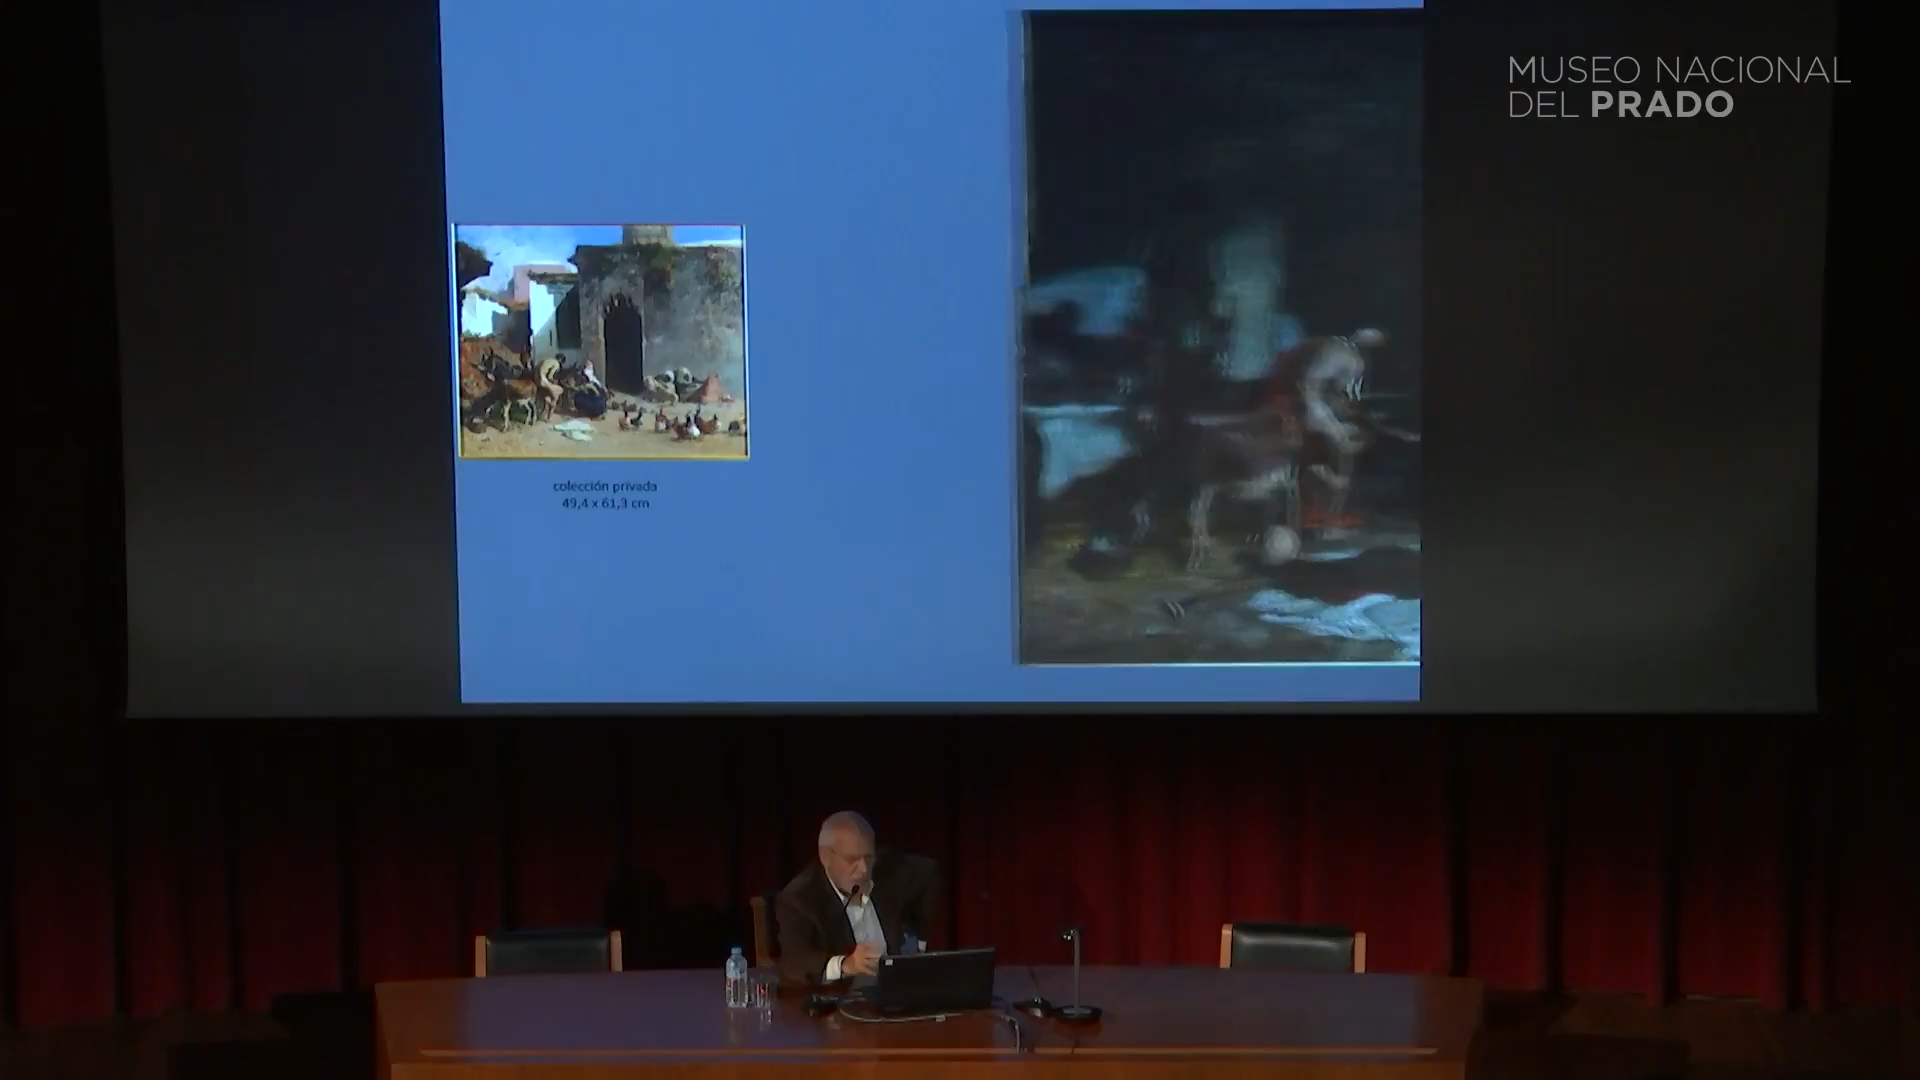 MUSEO NACIONAL
DEL PRADO
colección privada
49,4 x 61,3 cm